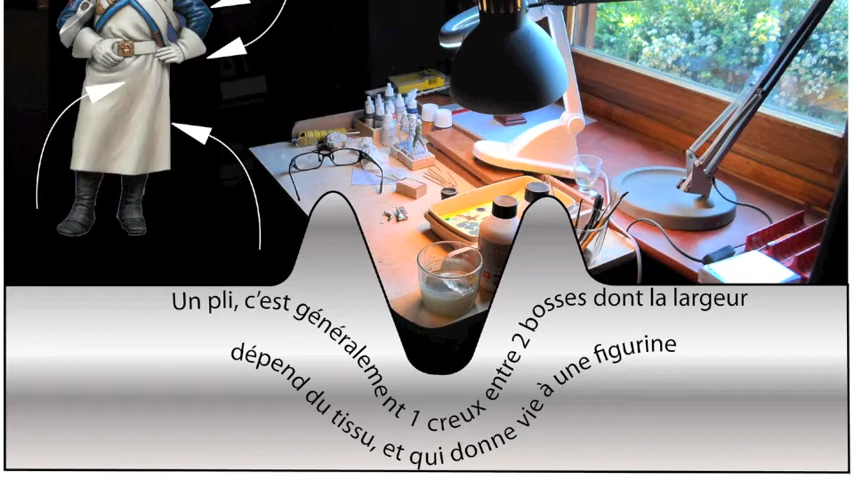 Un pli, c'est généralement 1 creux entre 2 bosses dont la largeur
dépend du tissu, et qui donne vie à une figurine